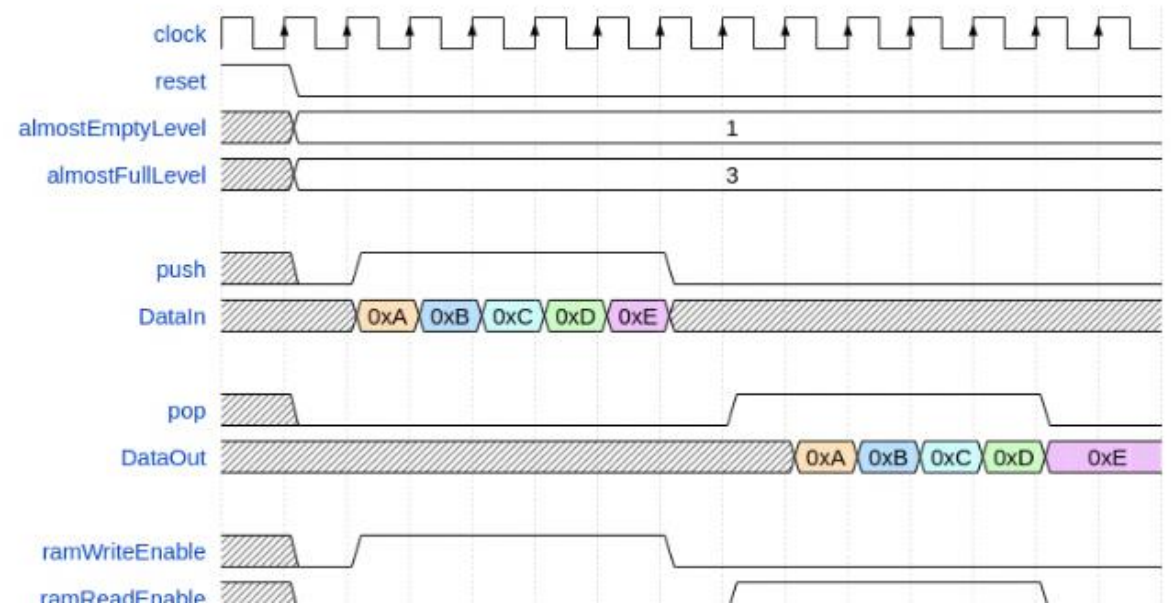 clock
reset
almostEmptyLevel 1
almostFullLevel 3
push
DataIn 0xA 0xB 0xC 0xD 0xE
pop
DataOut 0xA 0xB 0xC 0xD 0xE
ramWriteEnable
ramReadEnable